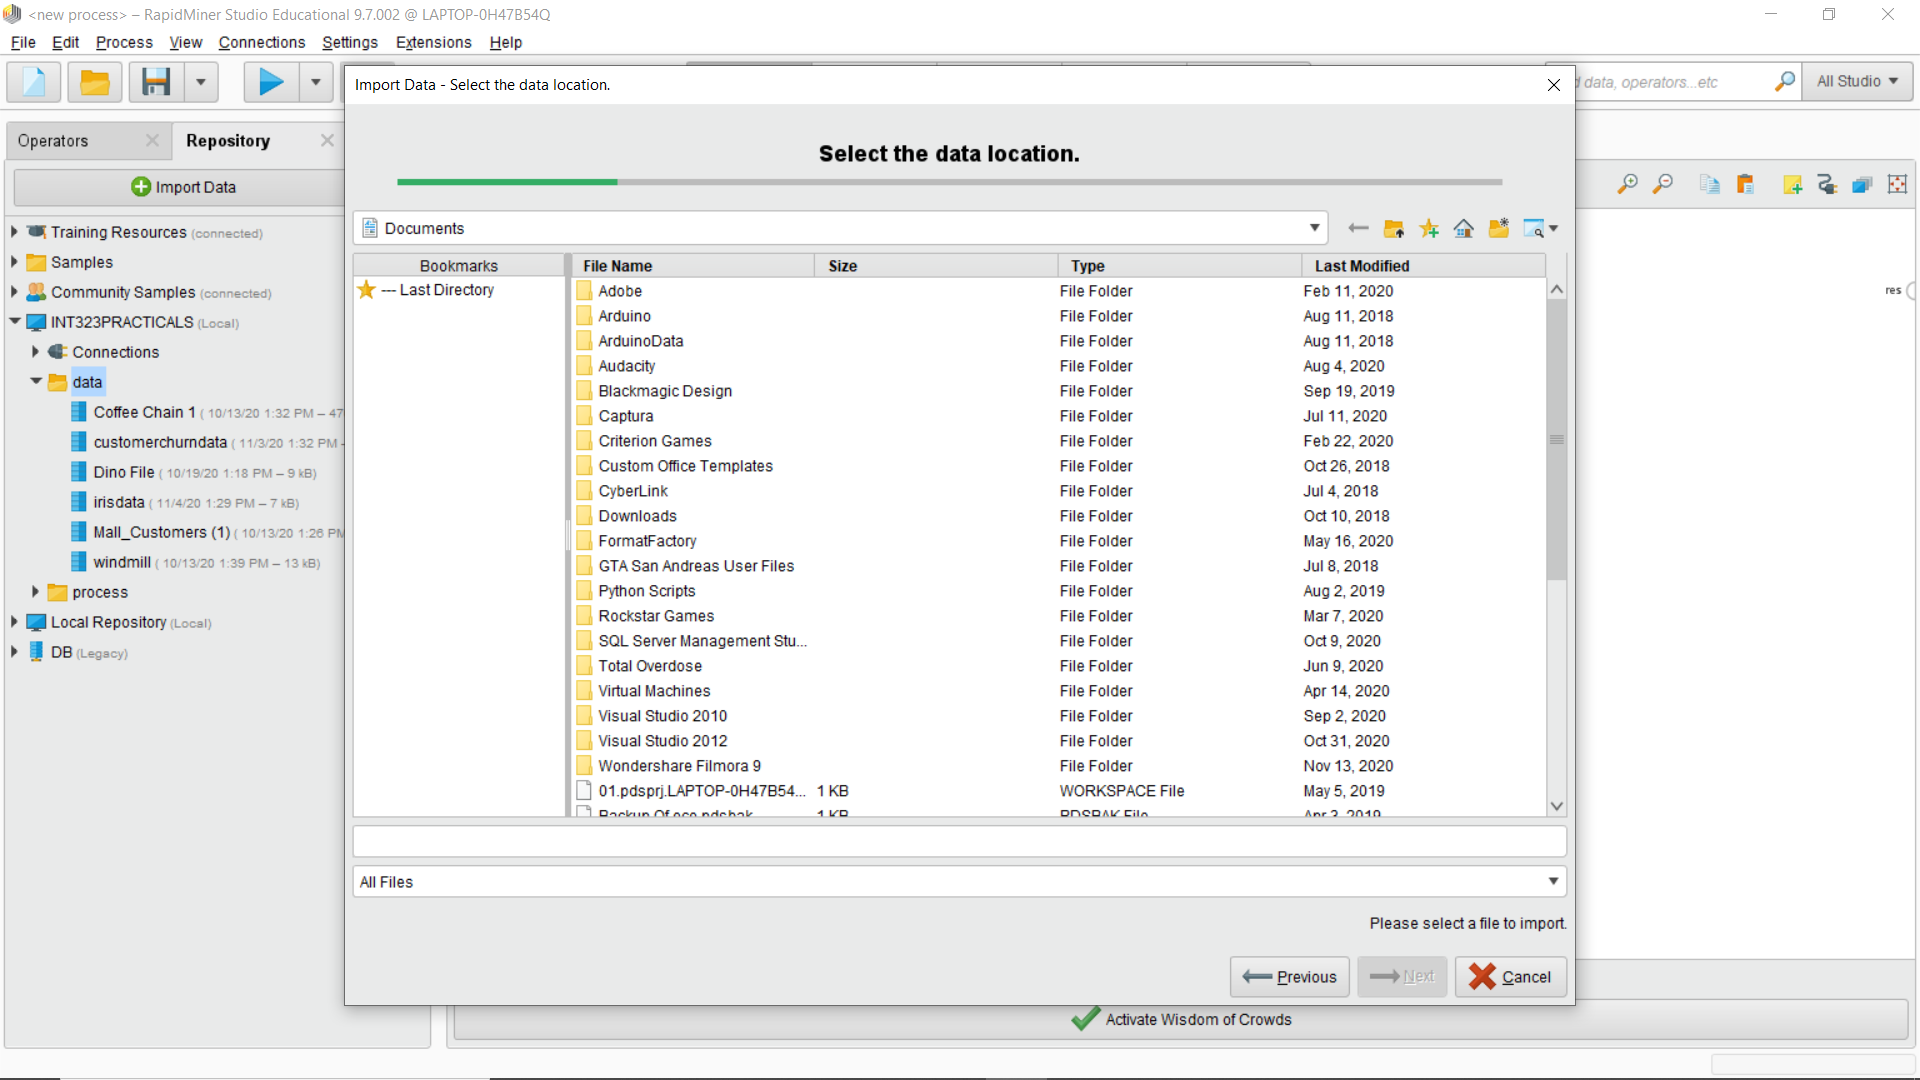 <new process> – RapidMiner Studio Educational 9.7.002 @ LAPTOP-0H47B54Q
File Edit Process View Connections Settings Extensions Help
Import Data - Select the data location.
data, operators...etc
All Studio
Operators
Repository
Select the data location.
Import Data
Documents
Training Resources (connected)
Samples
Community Samples (connected)
INT323PRACTICALS (Local)
Connections
data
Coffee Chain 1 ( 10/13/20 1:32 PM – 47
customerchurndata ( 11/3/20 1:32 PM -
Dino File ( 10/19/20 1:18 PM – 9 kB)
irisdata ( 11/4/20 1:29 PM – 7 kB)
Mall_Customers (1) ( 10/13/20 1:26 PM
windmill ( 10/13/20 1:39 PM – 13 kB)
process
Local Repository (Local)
DB (Legacy)
Bookmarks
--- Last Directory
File Name Size Type Last Modified
Adobe File Folder Feb 11, 2020
Arduino File Folder Aug 11, 2018
ArduinoData File Folder Aug 11, 2018
Audacity File Folder Aug 4, 2020
Blackmagic Design File Folder Sep 19, 2019
Captura File Folder Jul 11, 2020
Criterion Games File Folder Feb 22, 2020
Custom Office Templates File Folder Oct 26, 2018
CyberLink File Folder Jul 4, 2018
Downloads File Folder Oct 10, 2018
FormatFactory File Folder May 16, 2020
GTA San Andreas User Files File Folder Jul 8, 2018
Python Scripts File Folder Aug 2, 2019
Rockstar Games File Folder Mar 7, 2020
SQL Server Management Stu... File Folder Oct 9, 2020
Total Overdose File Folder Jun 9, 2020
Virtual Machines File Folder Apr 14, 2020
Visual Studio 2010 File Folder Sep 2, 2020
Visual Studio 2012 File Folder Oct 31, 2020
Wondershare Filmora 9 File Folder Nov 13, 2020
01.pdsprj.LAPTOP-0H47B54... 1 KB WORKSPACE File May 5, 2019
Backup Of eco.pdsbak 1 KB PDSBAK File Apr 3, 2019
res
All Files
Please select a file to import.
Previous
Next
Cancel
Activate Wisdom of Crowds